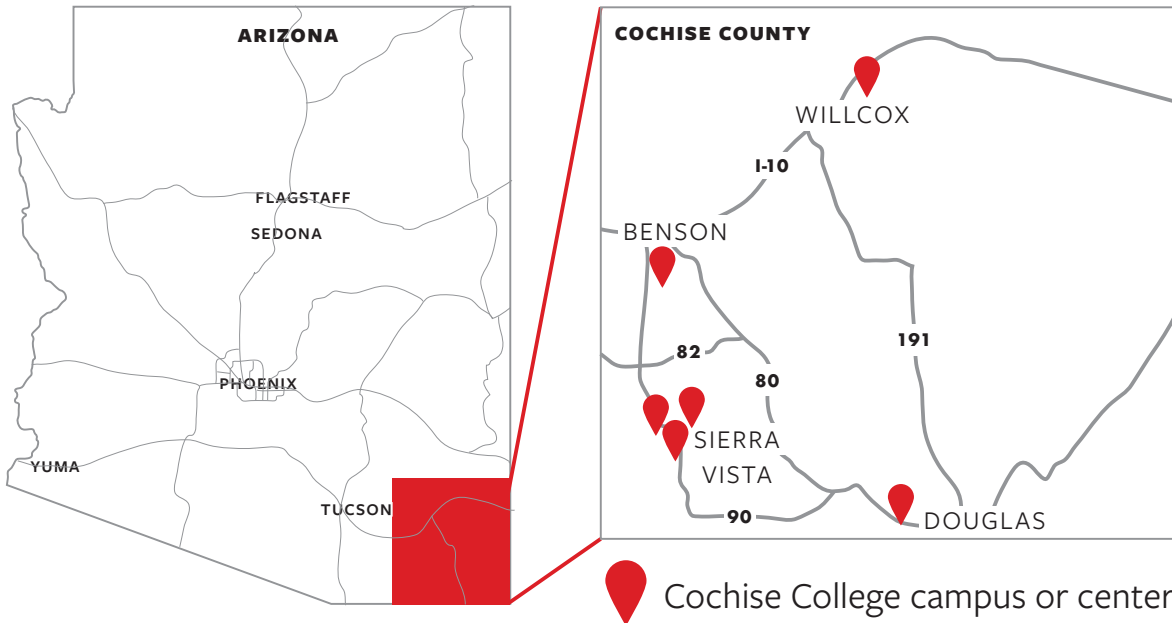 ARIZONA
FLAGSTAFF
SEDONA
PHOENIX
YUMA
TUCSON
COCHISE COUNTY
WILLCOX
I-10
BENSON
82
191
80
SIERRA
VISTA
90
DOUGLAS
Cochise College campus or center